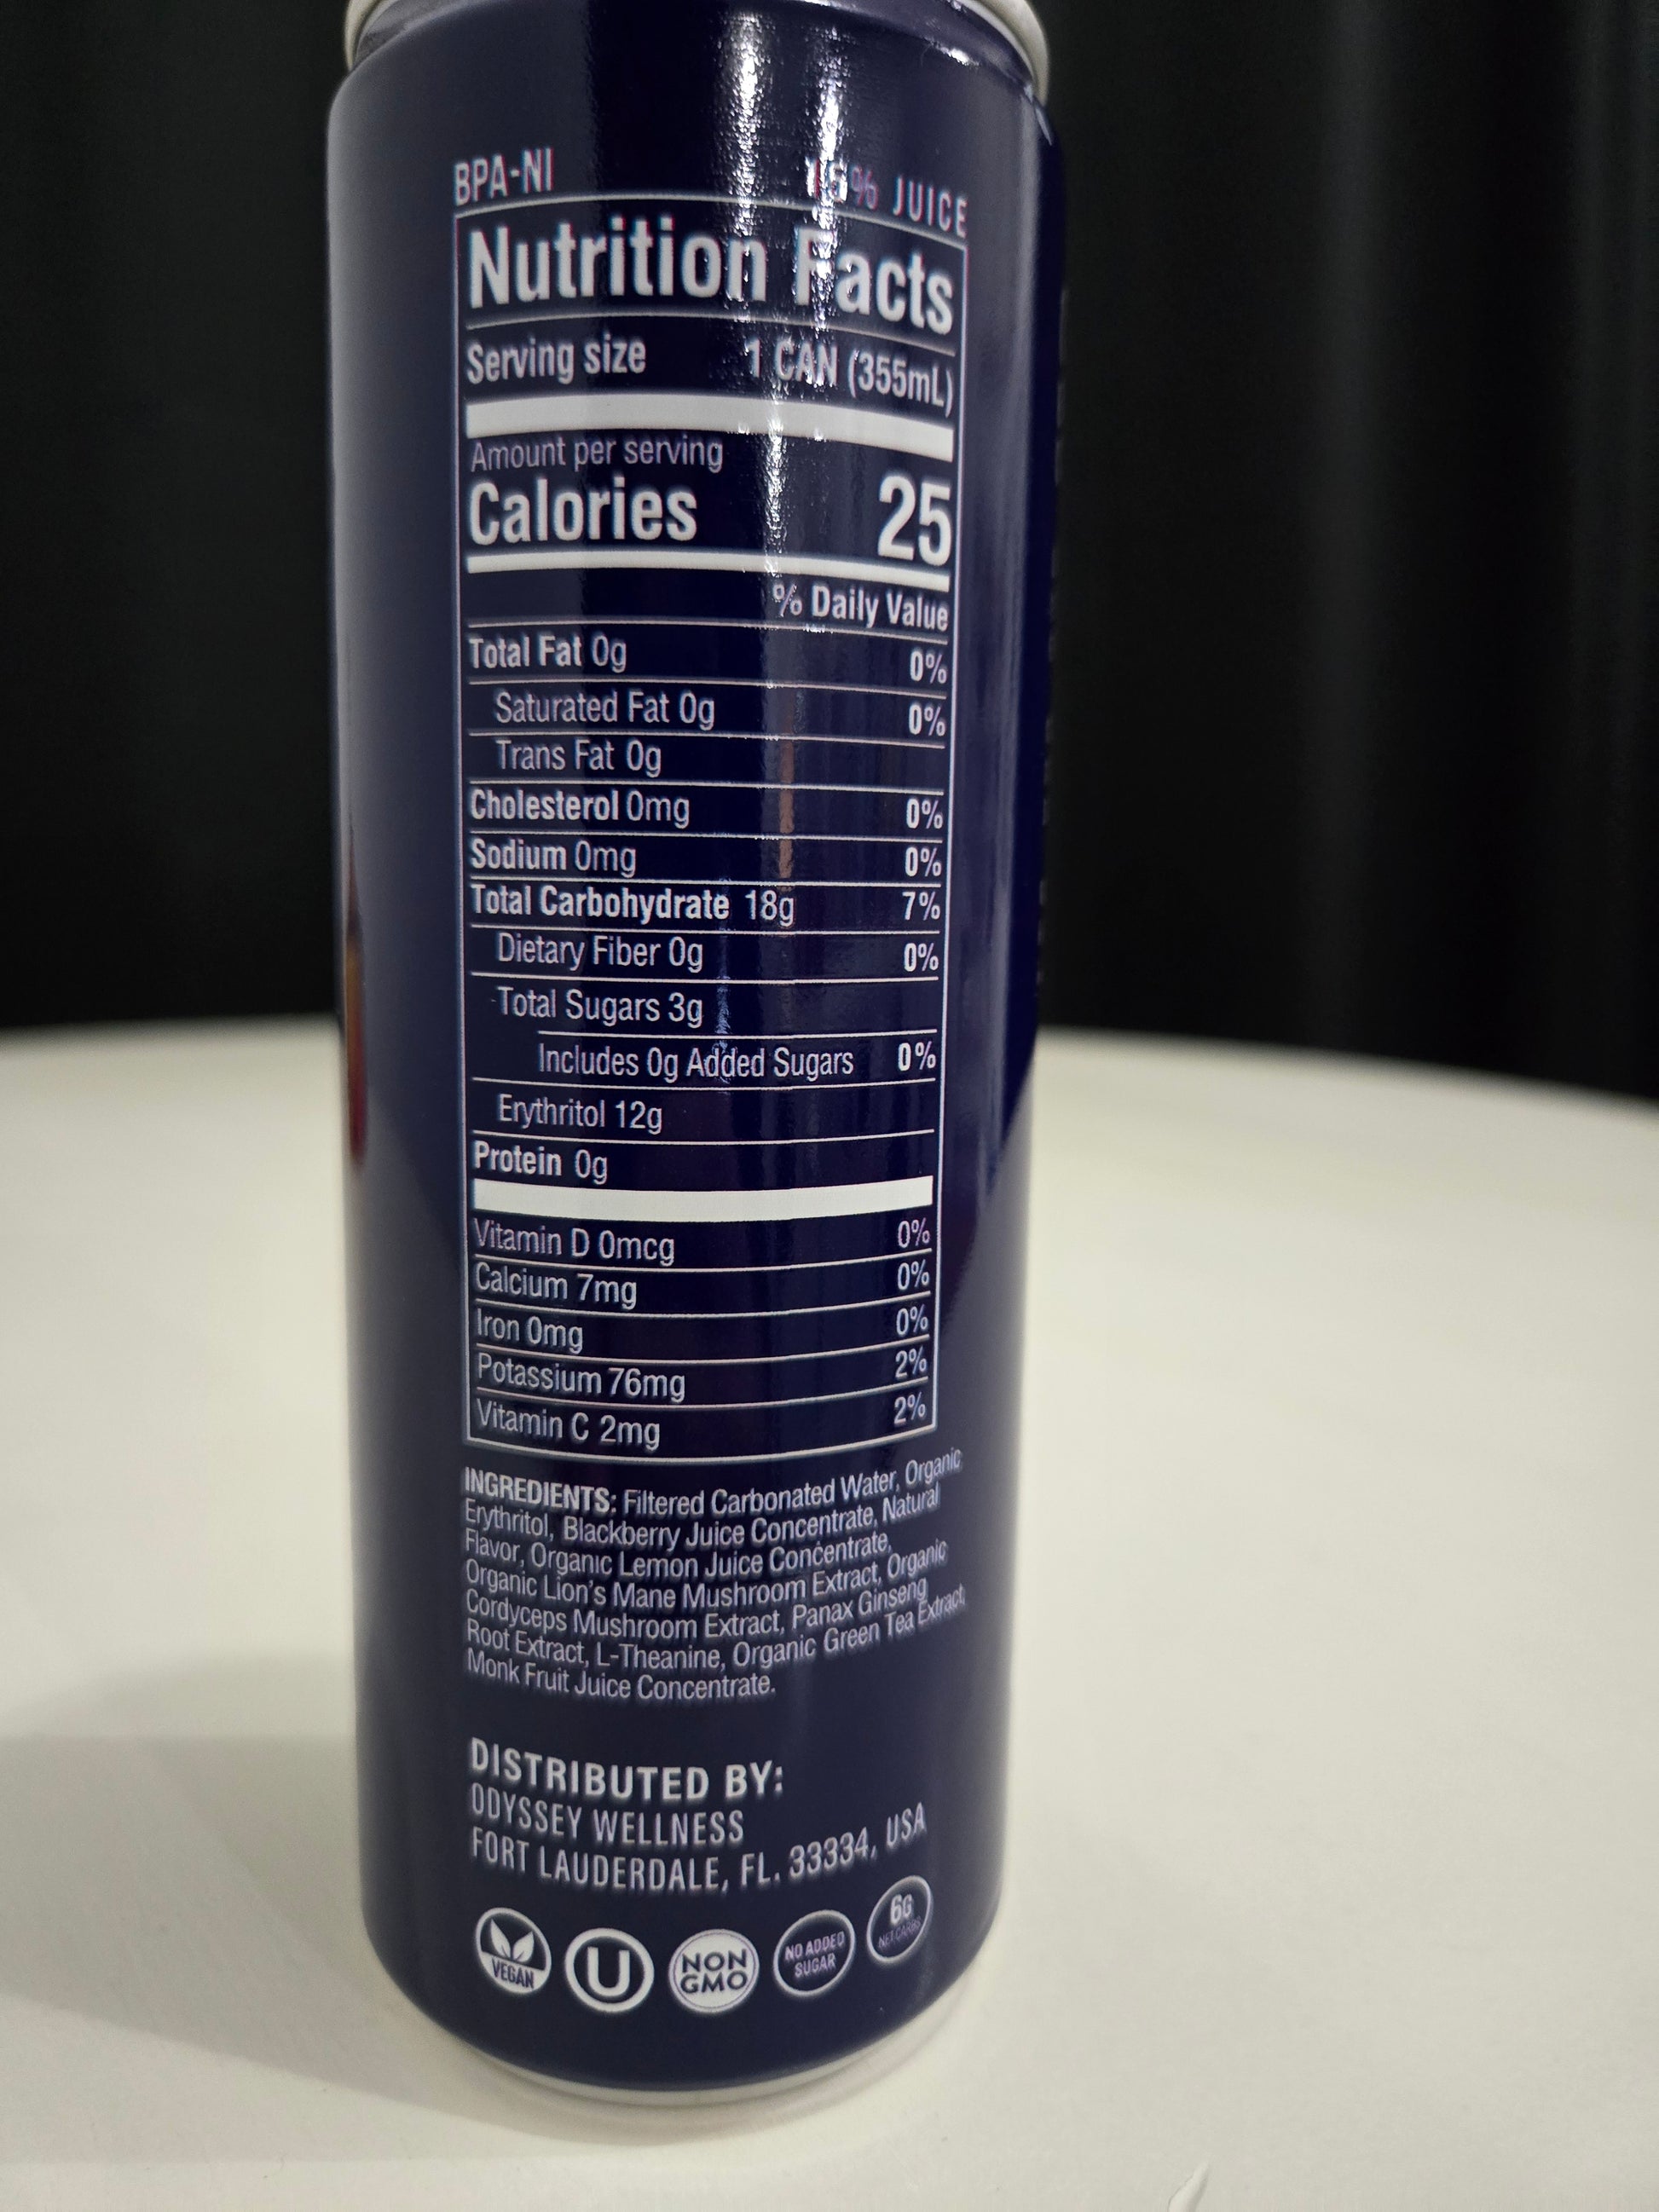 BPA-NI % JUICE
Nutrition Facts
Serving size 1 CAN (355mL)
Amount per serving
Calories 25
% Daily Value
Total Fat 0g 0%
Saturated Fat 0g 0%
Trans Fat 0g
Cholesterol 0mg 0%
Sodium 0mg 0%
Total Carbohydrate 18g 7%
Dietary Fiber 0g 0%
Total Sugars 3g
Includes 0g Added Sugars 0%
Erythritol 12g
Protein 0g
Vitamin D 0mcg 0%
Calcium 7mg 0%
Iron 0mg 0%
Potassium 76mg 2%
Vitamin C 2mg 2%
INGREDIENTS: Filtered Carbonated Water, Organic
Erythritol, Blackberry Juice Concentrate, Natural
Flavor, Organic Lemon Juice Concentrate,
Organic Lion's Mane Mushroom Extract, Organic
Cordyceps Mushroom Extract, Panax Ginseng
Root Extract, L-Theanine, Organic Green Tea Extract,
Monk Fruit Juice Concentrate.
DISTRIBUTED BY:
ODYSSEY WELLNESS
FORT LAUDERDALE, FL. 33334, USA
VEGAN
U
NON
GMO
NO ADDED
SUGAR
6G
NET CARBS